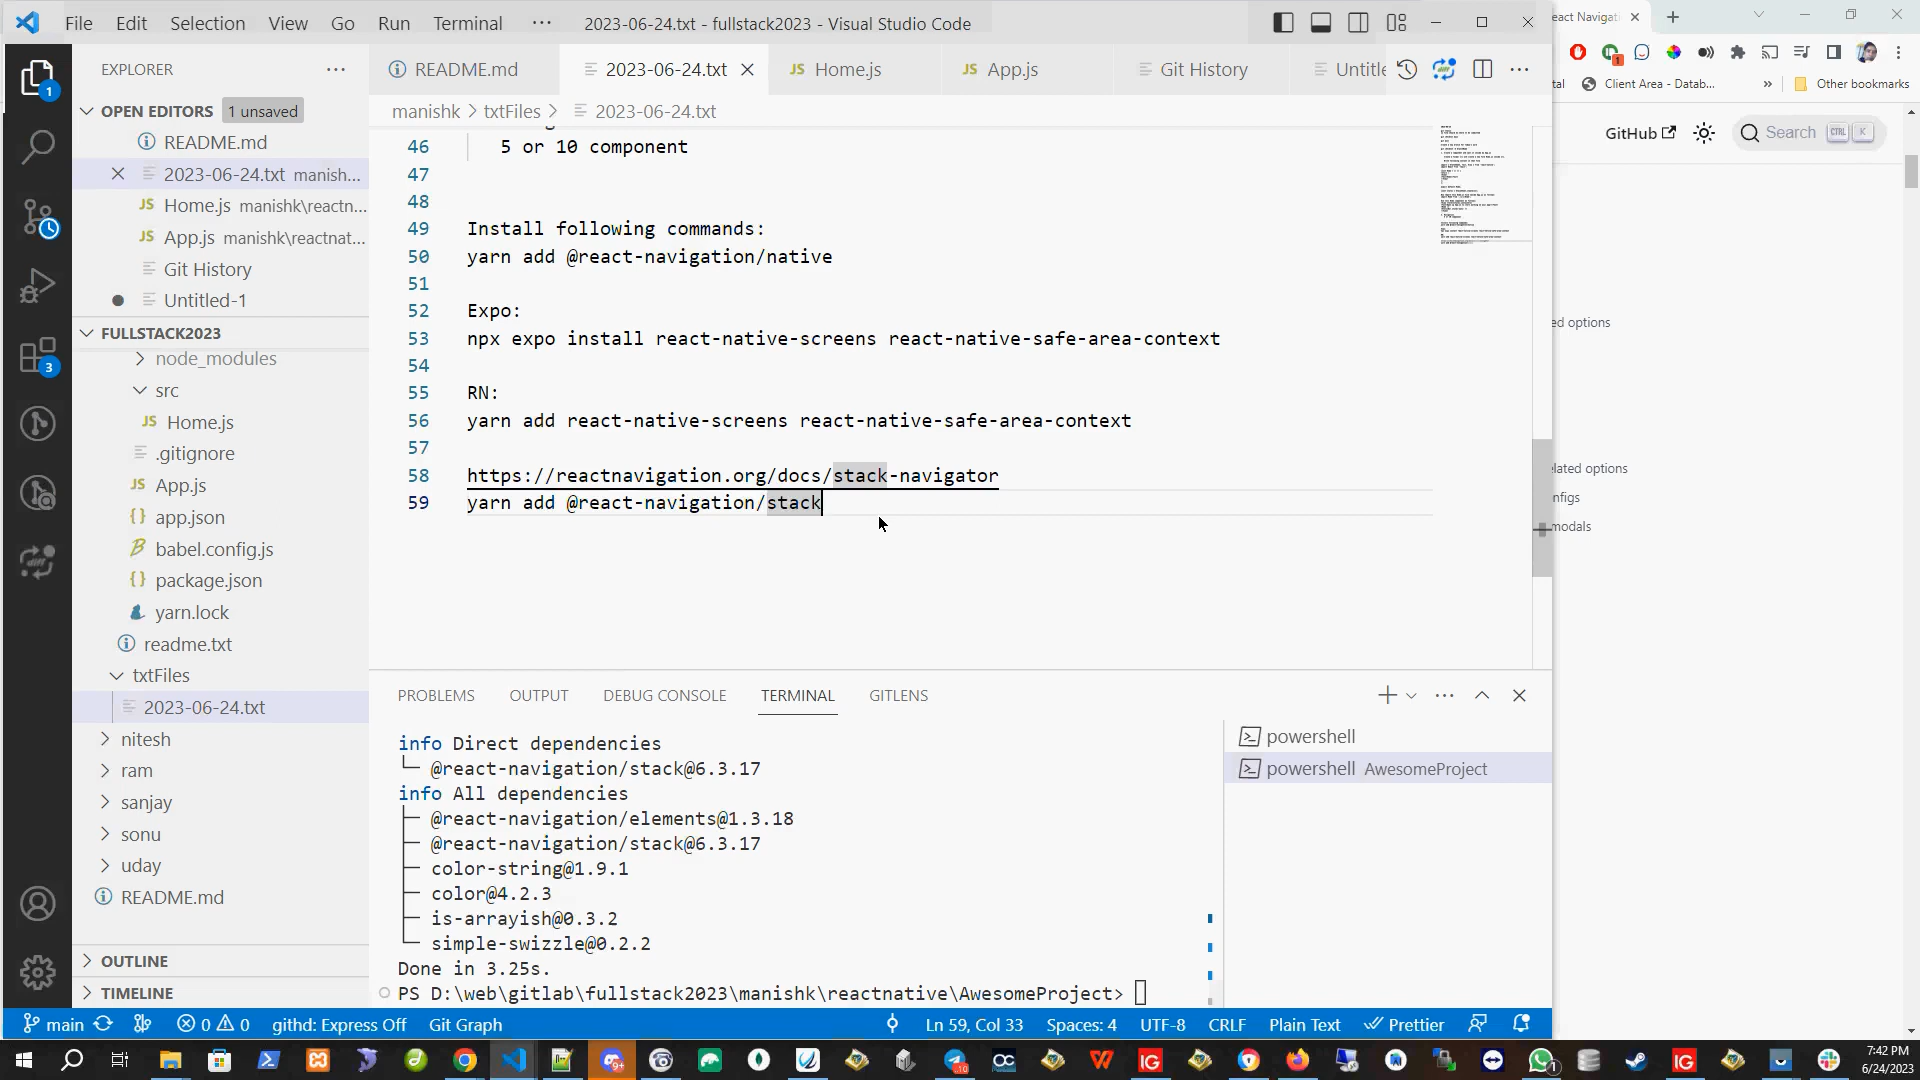 File Edit Selection View Go Run Terminal ··· 2023-06-24.txt - fullstack2023 - Visual Studio Code
EXPLORER ···
OPEN EDITORS 1 unsaved
README.md
2023-06-24.txt manish...
Home.js manishk\reactn...
App.js manishk\reactnat...
Git History
Untitled-1
FULLSTACK2023
node_modules
src
Home.js
.gitignore
App.js
app.json
babel.config.js
package.json
yarn.lock
readme.txt
txtFiles
2023-06-24.txt
nitesh
ram
sanjay
sonu
uday
README.md
OUTLINE
TIMELINE
1
3
README.md 2023-06-24.txt Home.js App.js Git History Untitle
manishk > txtFiles > 2023-06-24.txt
46 5 or 10 component
47
48
49 Install following commands:
50 yarn add @react-navigation/native
51
52 Expo:
53 npx expo install react-native-screens react-native-safe-area-context
54
55 RN:
56 yarn add react-native-screens react-native-safe-area-context
57
58 https://reactnavigation.org/docs/stack-navigator
59 yarn add @react-navigation/stack
PROBLEMS OUTPUT DEBUG CONSOLE TERMINAL GITLENS
info Direct dependencies
└─ @react-navigation/stack@6.3.17
info All dependencies
├─ @react-navigation/elements@1.3.18
├─ @react-navigation/stack@6.3.17
├─ color-string@1.9.1
├─ color@4.2.3
├─ is-arrayish@0.3.2
└─ simple-swizzle@0.2.2
Done in 3.25s.
PS D:\web\gitlab\fullstack2023\manishk\reactnative\AwesomeProject>
powershell
powershell AwesomeProject
main 0 0 githd: Express Off Git Graph Ln 59, Col 33 Spaces: 4 UTF-8 CRLF Plain Text Prettier
eact Navigati
tal Client Area - Datab... » Other bookmarks
GitHub Search CTRL K
ed options
elated options
nfigs
modals
7:42 PM
6/24/2023